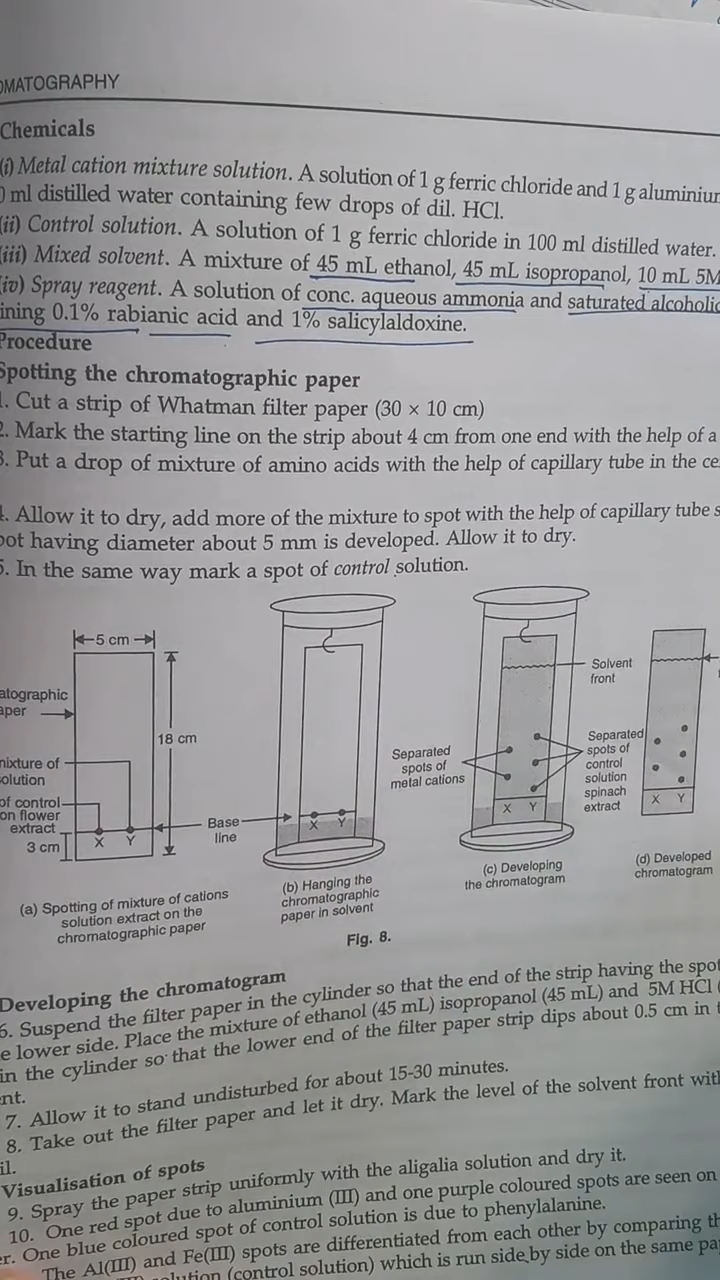 OMATOGRAPHY
Chemicals
(i) Metal cation mixture solution. A solution of 1 g ferric chloride and 1 g aluminium
0 ml distilled water containing few drops of dil. HCl.
(ii) Control solution. A solution of 1 g ferric chloride in 100 ml distilled water.
(iii) Mixed solvent. A mixture of 45 mL ethanol, 45 mL isopropanol, 10 mL 5M
(iv) Spray reagent. A solution of conc. aqueous ammonia and saturated alcoholic
ining 0.1% rabianic acid and 1% salicylaldoxine.
Procedure
Spotting the chromatographic paper
1. Cut a strip of Whatman filter paper (30 × 10 cm)
2. Mark the starting line on the strip about 4 cm from one end with the help of a
3. Put a drop of mixture of amino acids with the help of capillary tube in the ce
4. Allow it to dry, add more of the mixture to spot with the help of capillary tube s
pot having diameter about 5 mm is developed. Allow it to dry.
5. In the same way mark a spot of control solution.
5 cm
atographic
aper
18 cm
mixture of
solution
of control
on flower
extract
3 cm
X Y
Base
line
(a) Spotting of mixture of cations
solution extract on the
chromatographic paper
X Y
(b) Hanging the
chromatographic
paper in solvent
Solvent
front
Separated
spots of
metal cations
Separated
spots of
control
solution
spinach
extract
X Y
(c) Developing
the chromatogram
X Y
(d) Developed
chromatogram
Fig. 8.
Developing the chromatogram
6. Suspend the filter paper in the cylinder so that the end of the strip having the spot
e lower side. Place the mixture of ethanol (45 mL) isopropanol (45 mL) and 5M HCl (
in the cylinder so that the lower end of the filter paper strip dips about 0.5 cm in t
ent.
7. Allow it to stand undisturbed for about 15-30 minutes.
8. Take out the filter paper and let it dry. Mark the level of the solvent front with
il.
Visualisation of spots
9. Spray the paper strip uniformly with the aligalia solution and dry it.
10. One red spot due to aluminium (III) and one purple coloured spots are seen on
er. One blue coloured spot of control solution is due to phenylalanine.
The Al(III) and Fe(III) spots are differentiated from each other by comparing th
solution (control solution) which is run side by side on the same pa